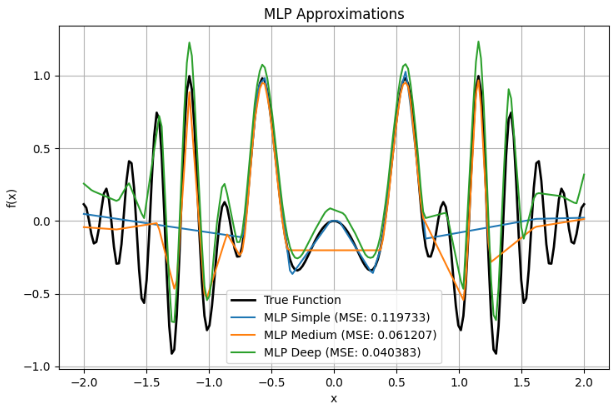 MLP Approximations
f(x)
1.0
0.5
0.0
−0.5
−1.0
True Function
MLP Simple (MSE: 0.119733)
MLP Medium (MSE: 0.061207)
MLP Deep (MSE: 0.040383)
−2.0 −1.5 −1.0 −0.5 0.0 0.5 1.0 1.5 2.0
x